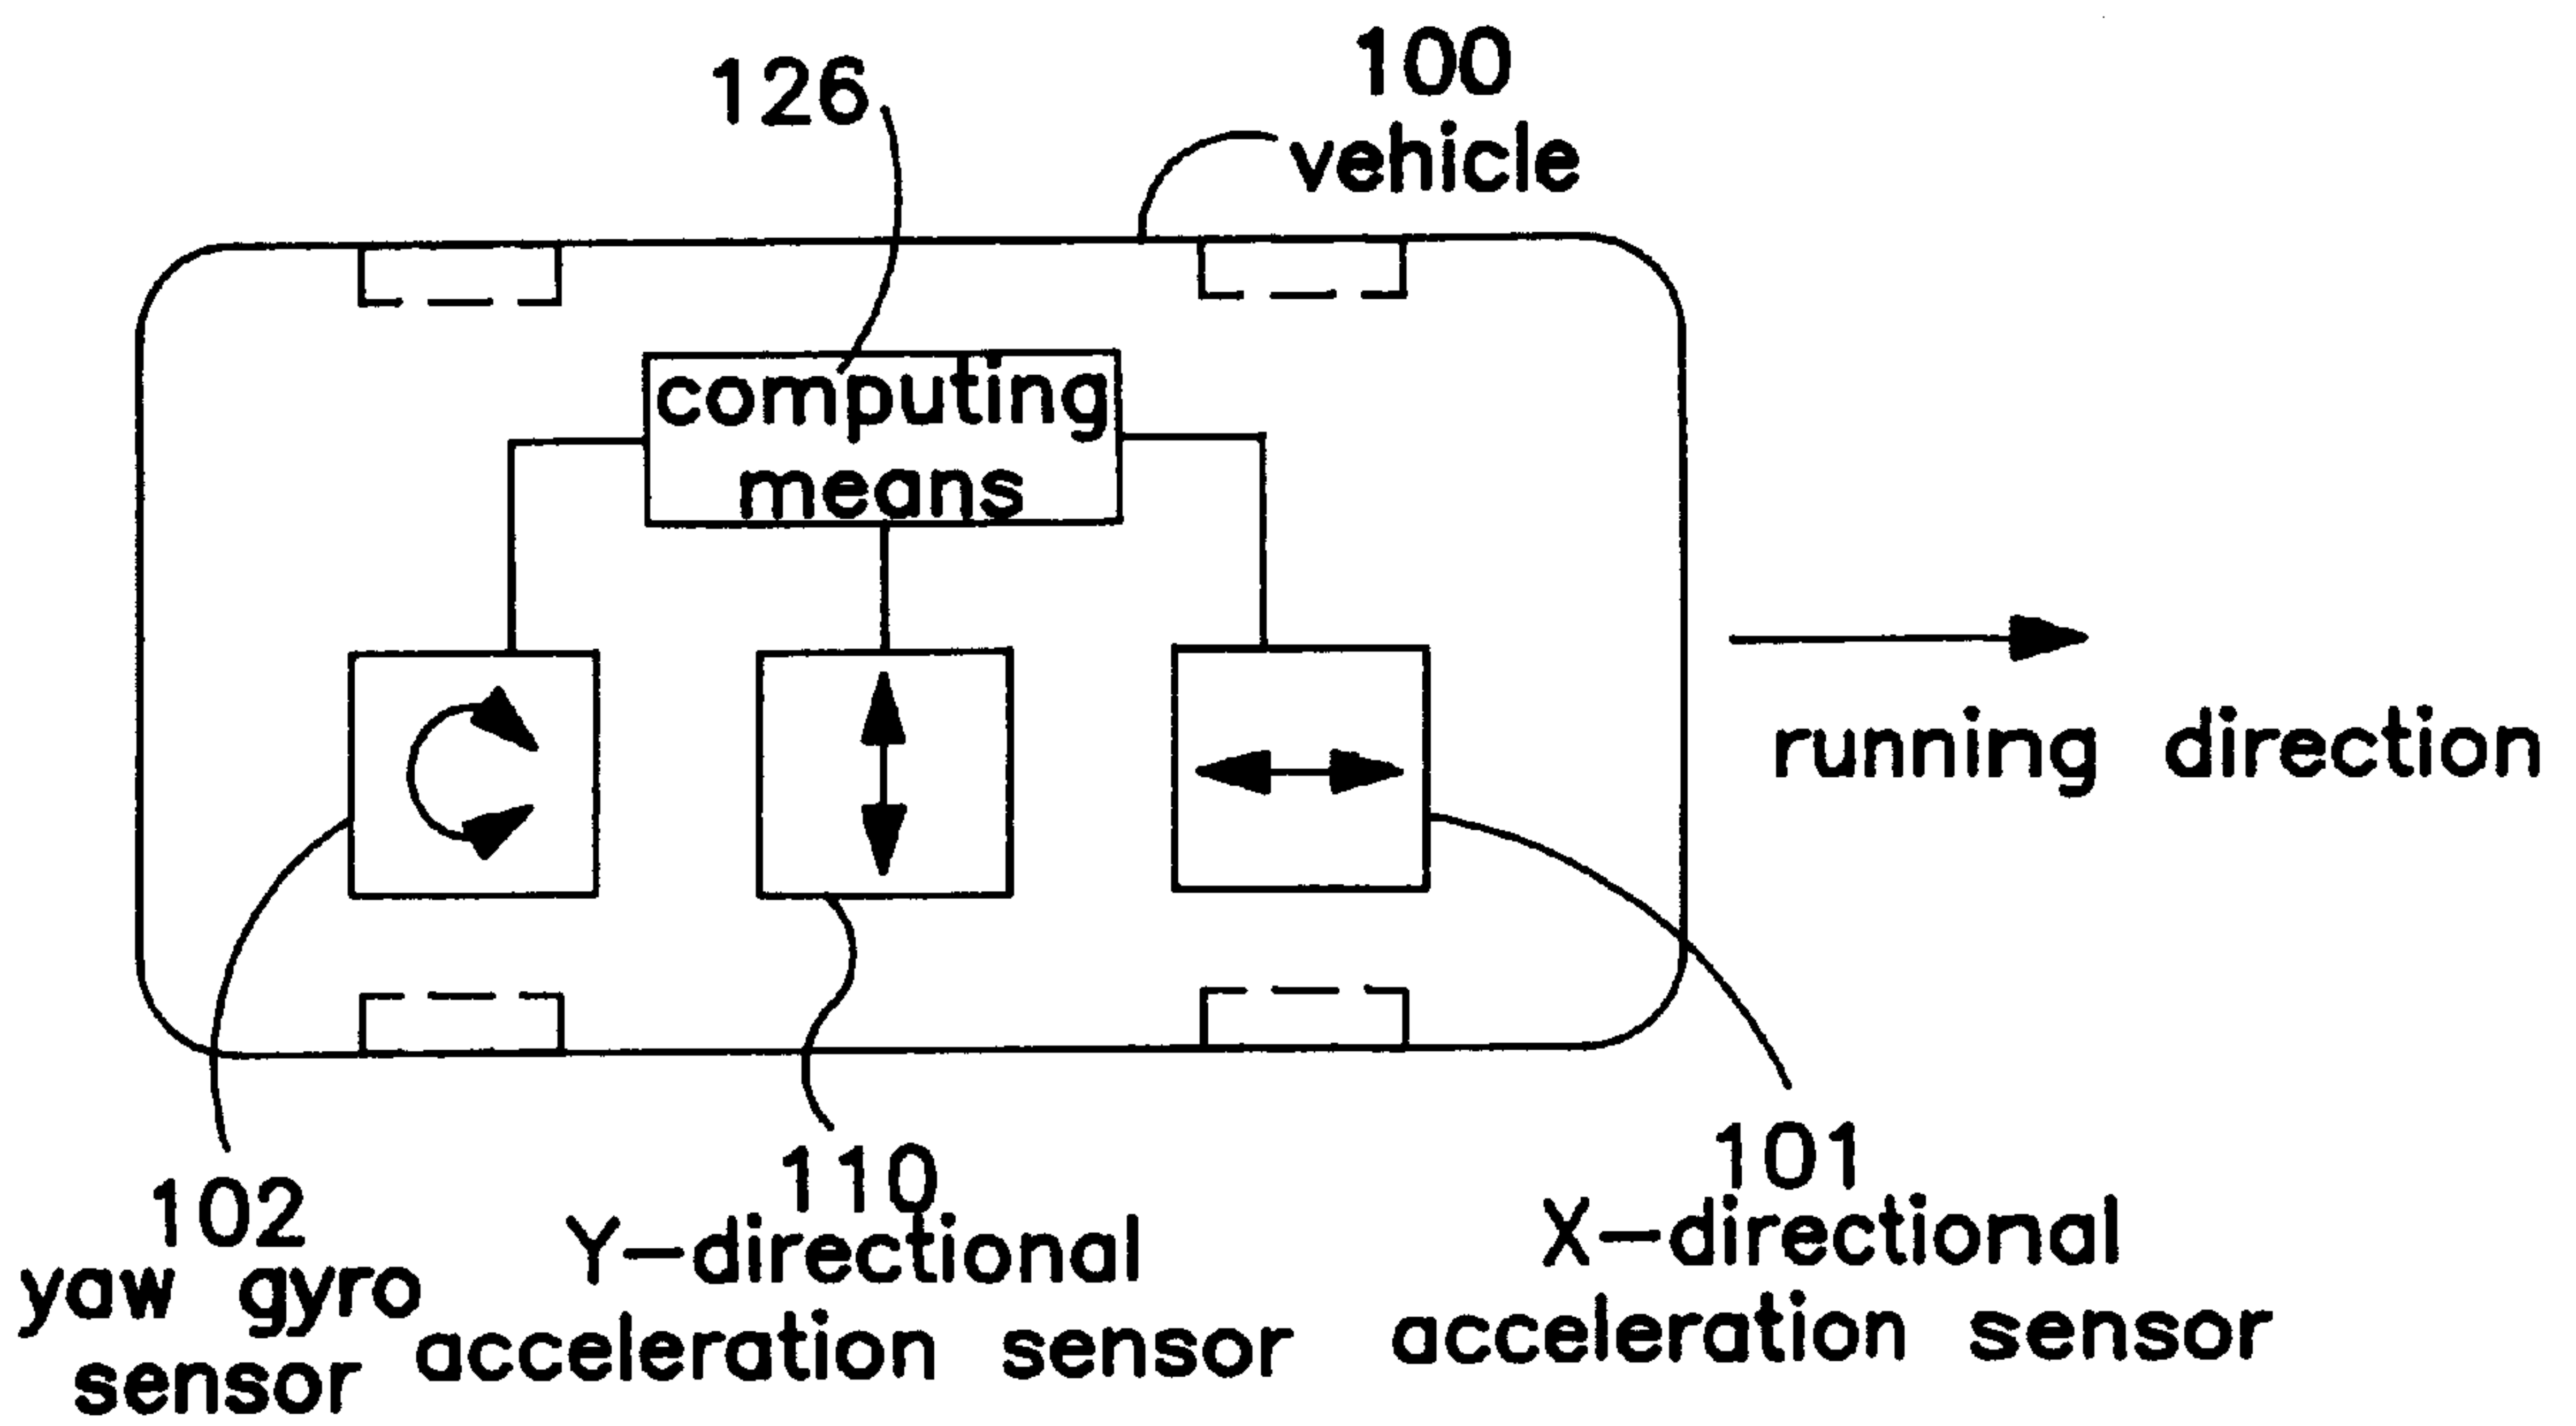 126
100
vehicle
computing
means
running direction
102
yaw gyro
sensor
110
Y-directional
acceleration sensor
101
X-directional
acceleration sensor